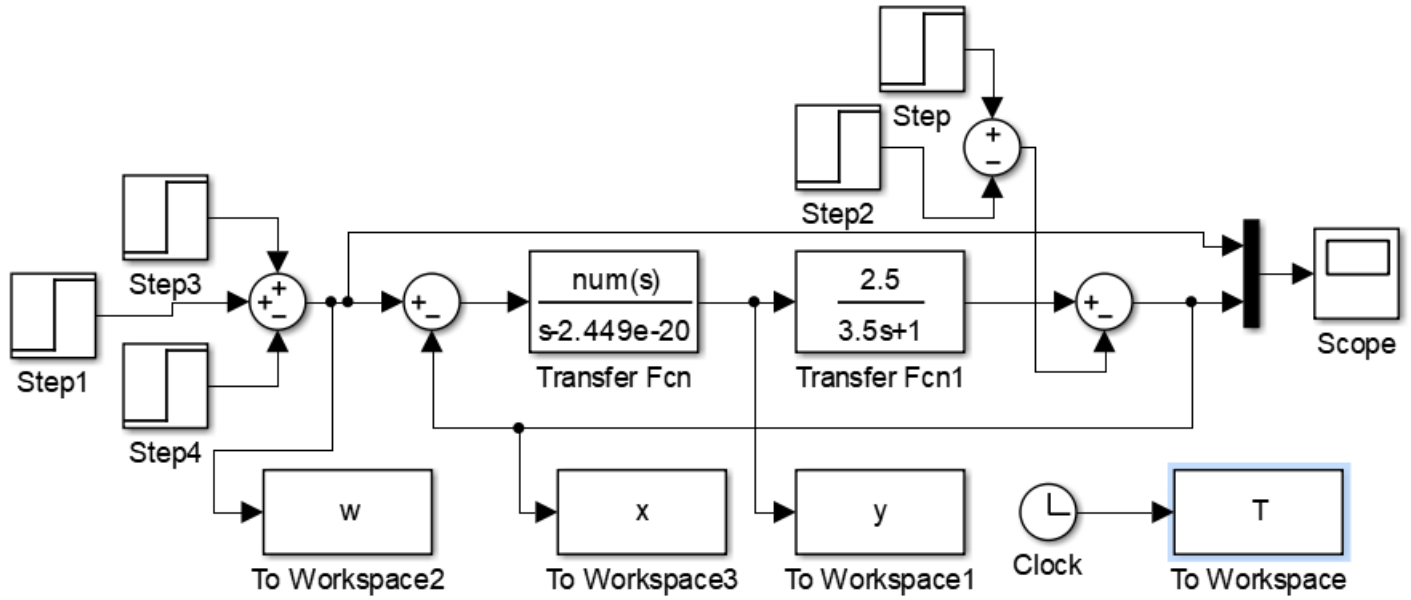 Step
Step2
Step3
Step1
Step4
+
−
+
+
−
+
−
num(s)
s-2.449e-20
Transfer Fcn
2.5
3.5s+1
Transfer Fcn1
+
−
Scope
w
To Workspace2
x
To Workspace3
y
To Workspace1
Clock
T
To Workspace